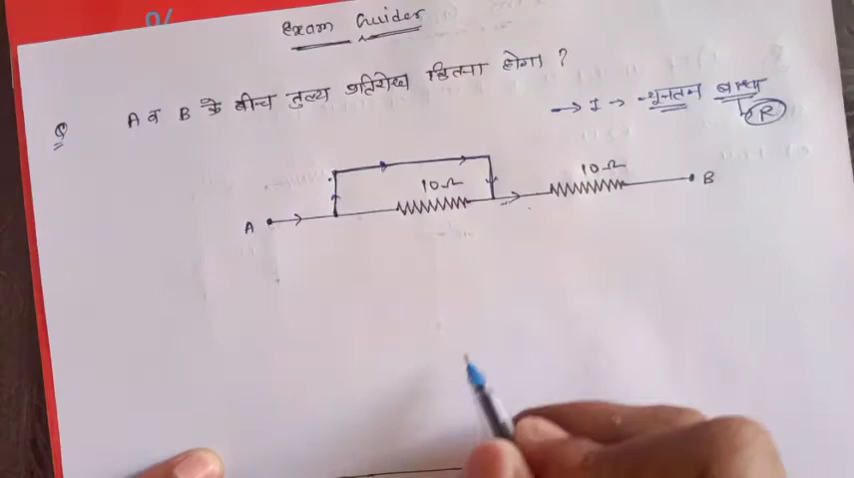 Exam Guider
Q A व B के बीच तुल्य प्रतिरोध कितना होगा ?
→ I → न्यूनतम बाधा
R
10Ω
10Ω
A
B